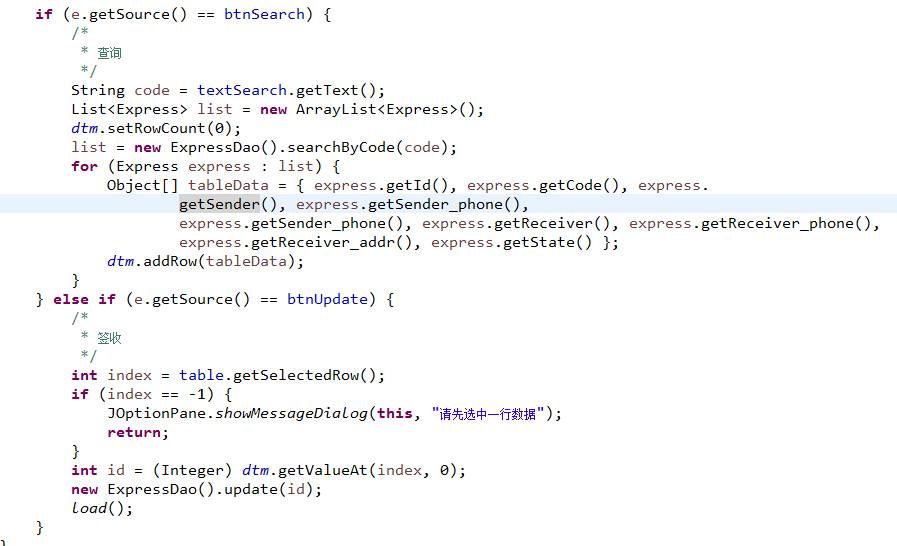 if (e.getSource() == btnSearch) {
/*
* 查询
*/
String code = textSearch.getText();
List<Express> list = new ArrayList<Express>();
dtm.setRowCount(0);
list = new ExpressDao().searchByCode(code);
for (Express express : list) {
Object[] tableData = { express.getId(), express.getCode(), express.
getSender(), express.getSender_phone(),
express.getSender_phone(), express.getReceiver(), express.getReceiver_phone(),
express.getReceiver_addr(), express.getState() };
dtm.addRow(tableData);
}
} else if (e.getSource() == btnUpdate) {
/*
* 签收
*/
int index = table.getSelectedRow();
if (index == -1) {
JOptionPane.showMessageDialog(this, "请先选中一行数据");
return;
}
int id = (Integer) dtm.getValueAt(index, 0);
new ExpressDao().update(id);
load();
}
}